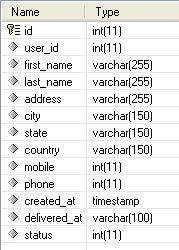 Name Type
id int(11)
user_id int(11)
first_name varchar(255)
last_name varchar(255)
address varchar(255)
city varchar(150)
state varchar(150)
country varchar(150)
mobile int(11)
phone int(11)
created_at timestamp
delivered_at varchar(100)
status int(11)